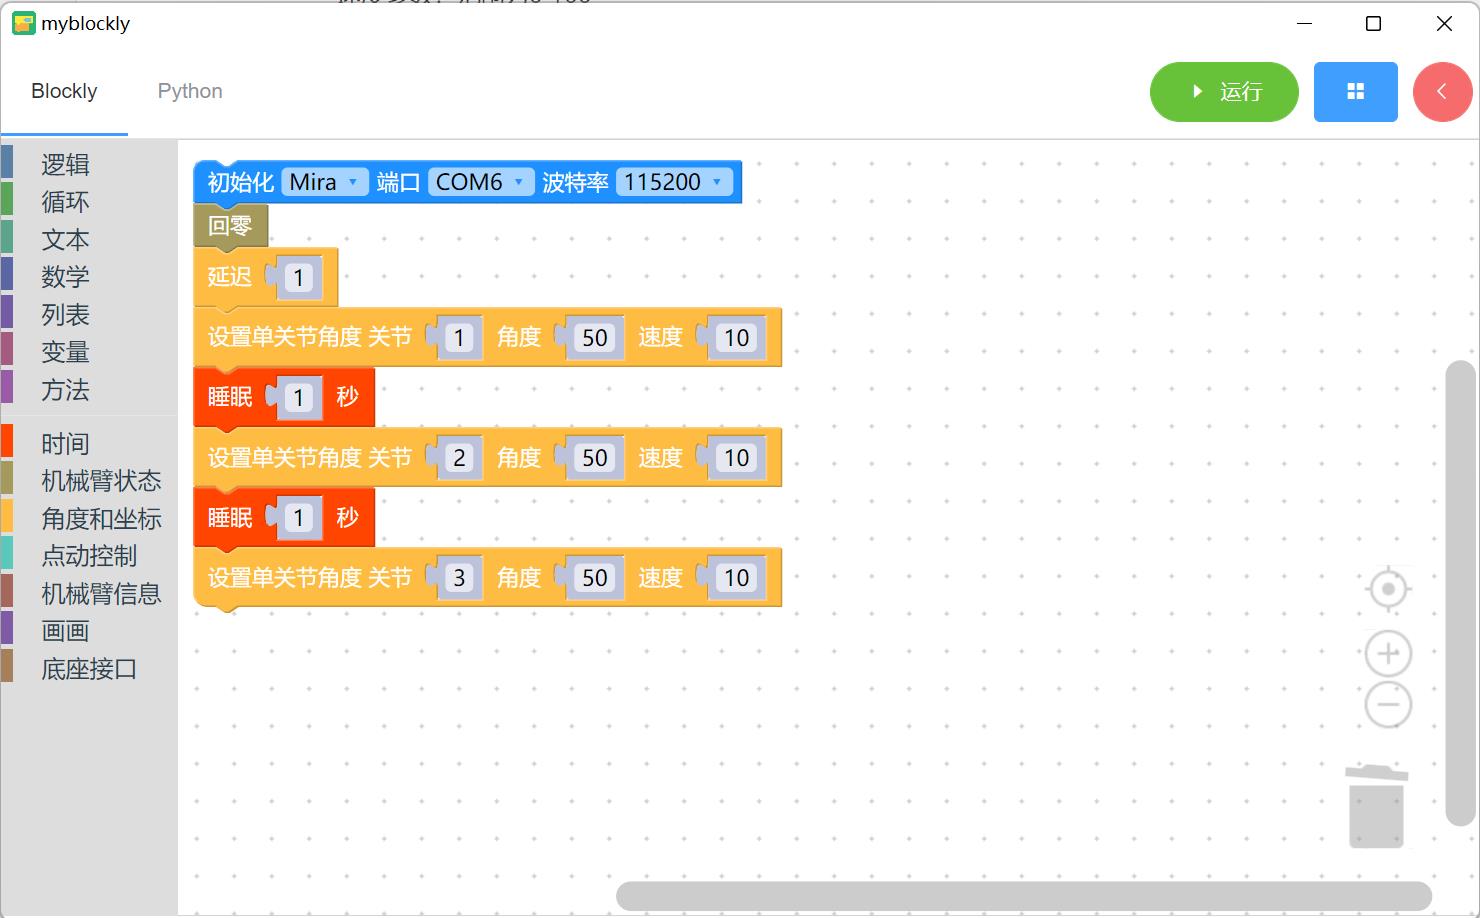 myblockly
Blockly Python 运行
逻辑
循环
文本
数学
列表
变量
方法
时间
机械臂状态
角度和坐标
点动控制
机械臂信息
画画
底座接口
初始化 Mira 端口 COM6 波特率 115200
回零
延迟 1
设置单关节角度 关节 1 角度 50 速度 10
睡眠 1 秒
设置单关节角度 关节 2 角度 50 速度 10
睡眠 1 秒
设置单关节角度 关节 3 角度 50 速度 10